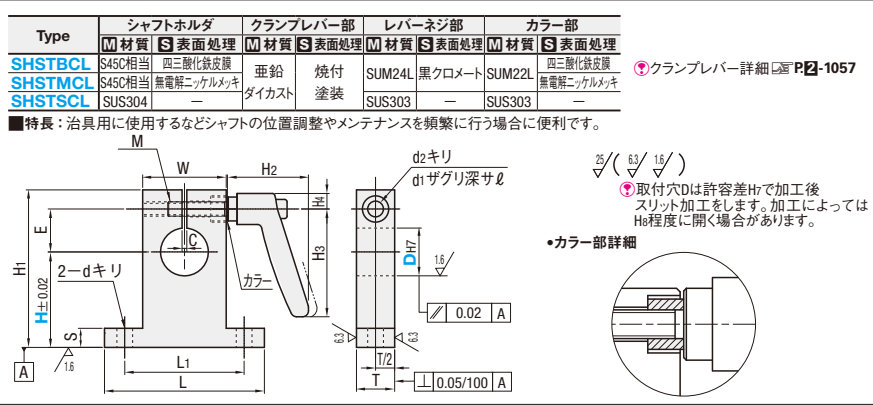 Type シャフトホルダ クランプレバー部 レバーネジ部 カラー部
M材質 S表面処理 M材質 S表面処理 M材質 S表面処理 M材質 S表面処理
SHSTBCL S45C相当 四三酸化鉄皮膜 亜鉛ダイカスト 焼付塗装 SUM24L 黒クロメート SUM22L 四三酸化鉄皮膜
SHSTMCL S45C相当 無電解ニッケルメッキ 無電解ニッケルメッキ
SHSTSCL SUS304 － SUS303 － SUS303 －
?クランプレバー詳細 P.2-1057
■特長：治具用に使用するなどシャフトの位置調整やメンテナンスを頻繁に行う場合に便利です。
M
W
H2
H4
H3
E
C
H1
H±0.02
2－dキリ
カラー
S
1.6
A
L1
L
d2キリ
d1ザグリ深サℓ
DH7
1.6
// 0.02 A
6.3
6.3
T/2
T
⊥ 0.05/100 A
25 ( 6.3 1.6 )
?取付穴Dは許容差H7で加工後
スリット加工をします。加工によっては
H8程度に開く場合があります。
•カラー部詳細